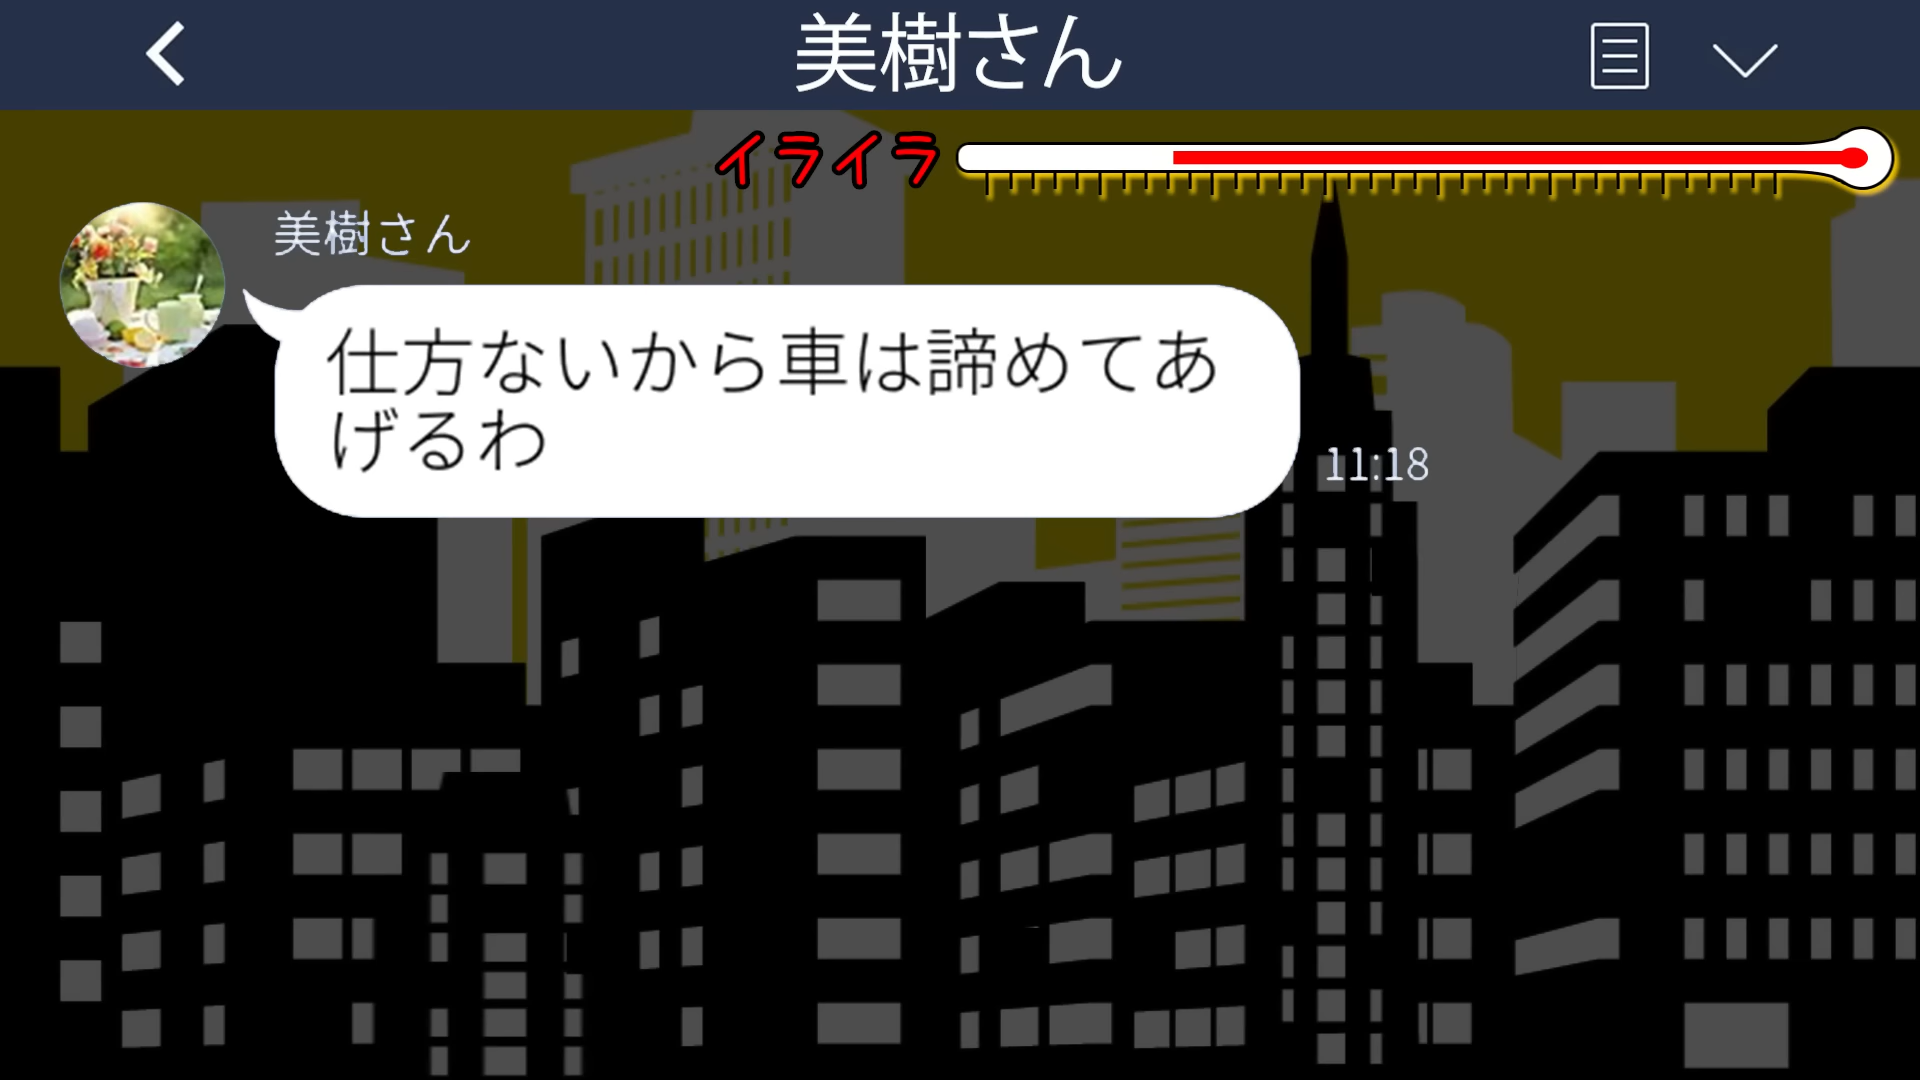 美樹さん
イライラ
美樹さん
仕方ないから車は諦めてあ
げるわ
11:18